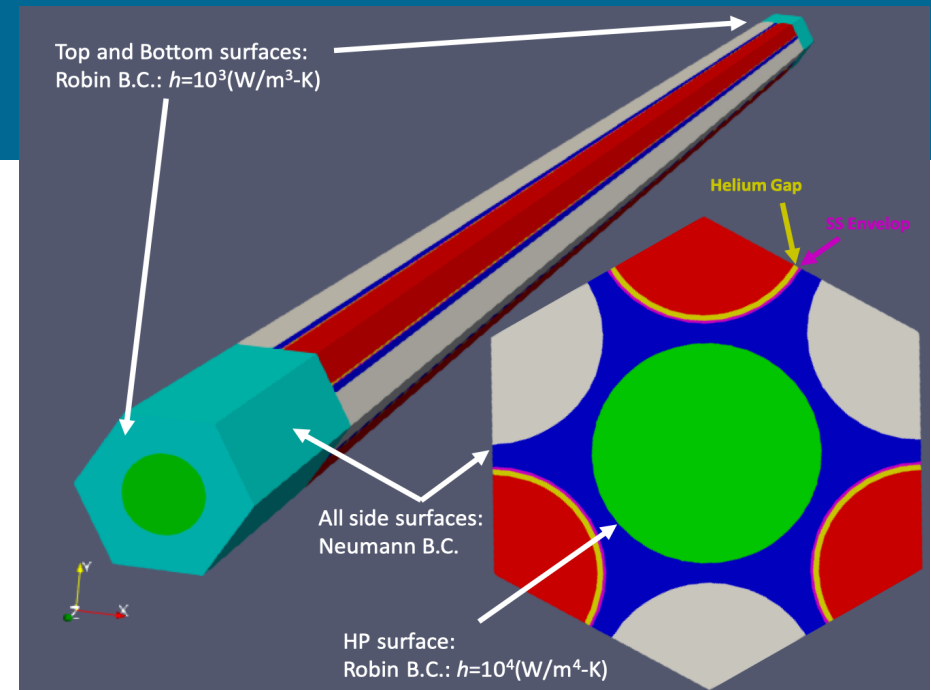 Top and Bottom surfaces:
Robin B.C.: h=10³(W/m³-K)
Helium Gap
SS Envelop
All side surfaces:
Neumann B.C.
HP surface:
Robin B.C.: h=10⁴(W/m⁴-K)
Y
Z
X